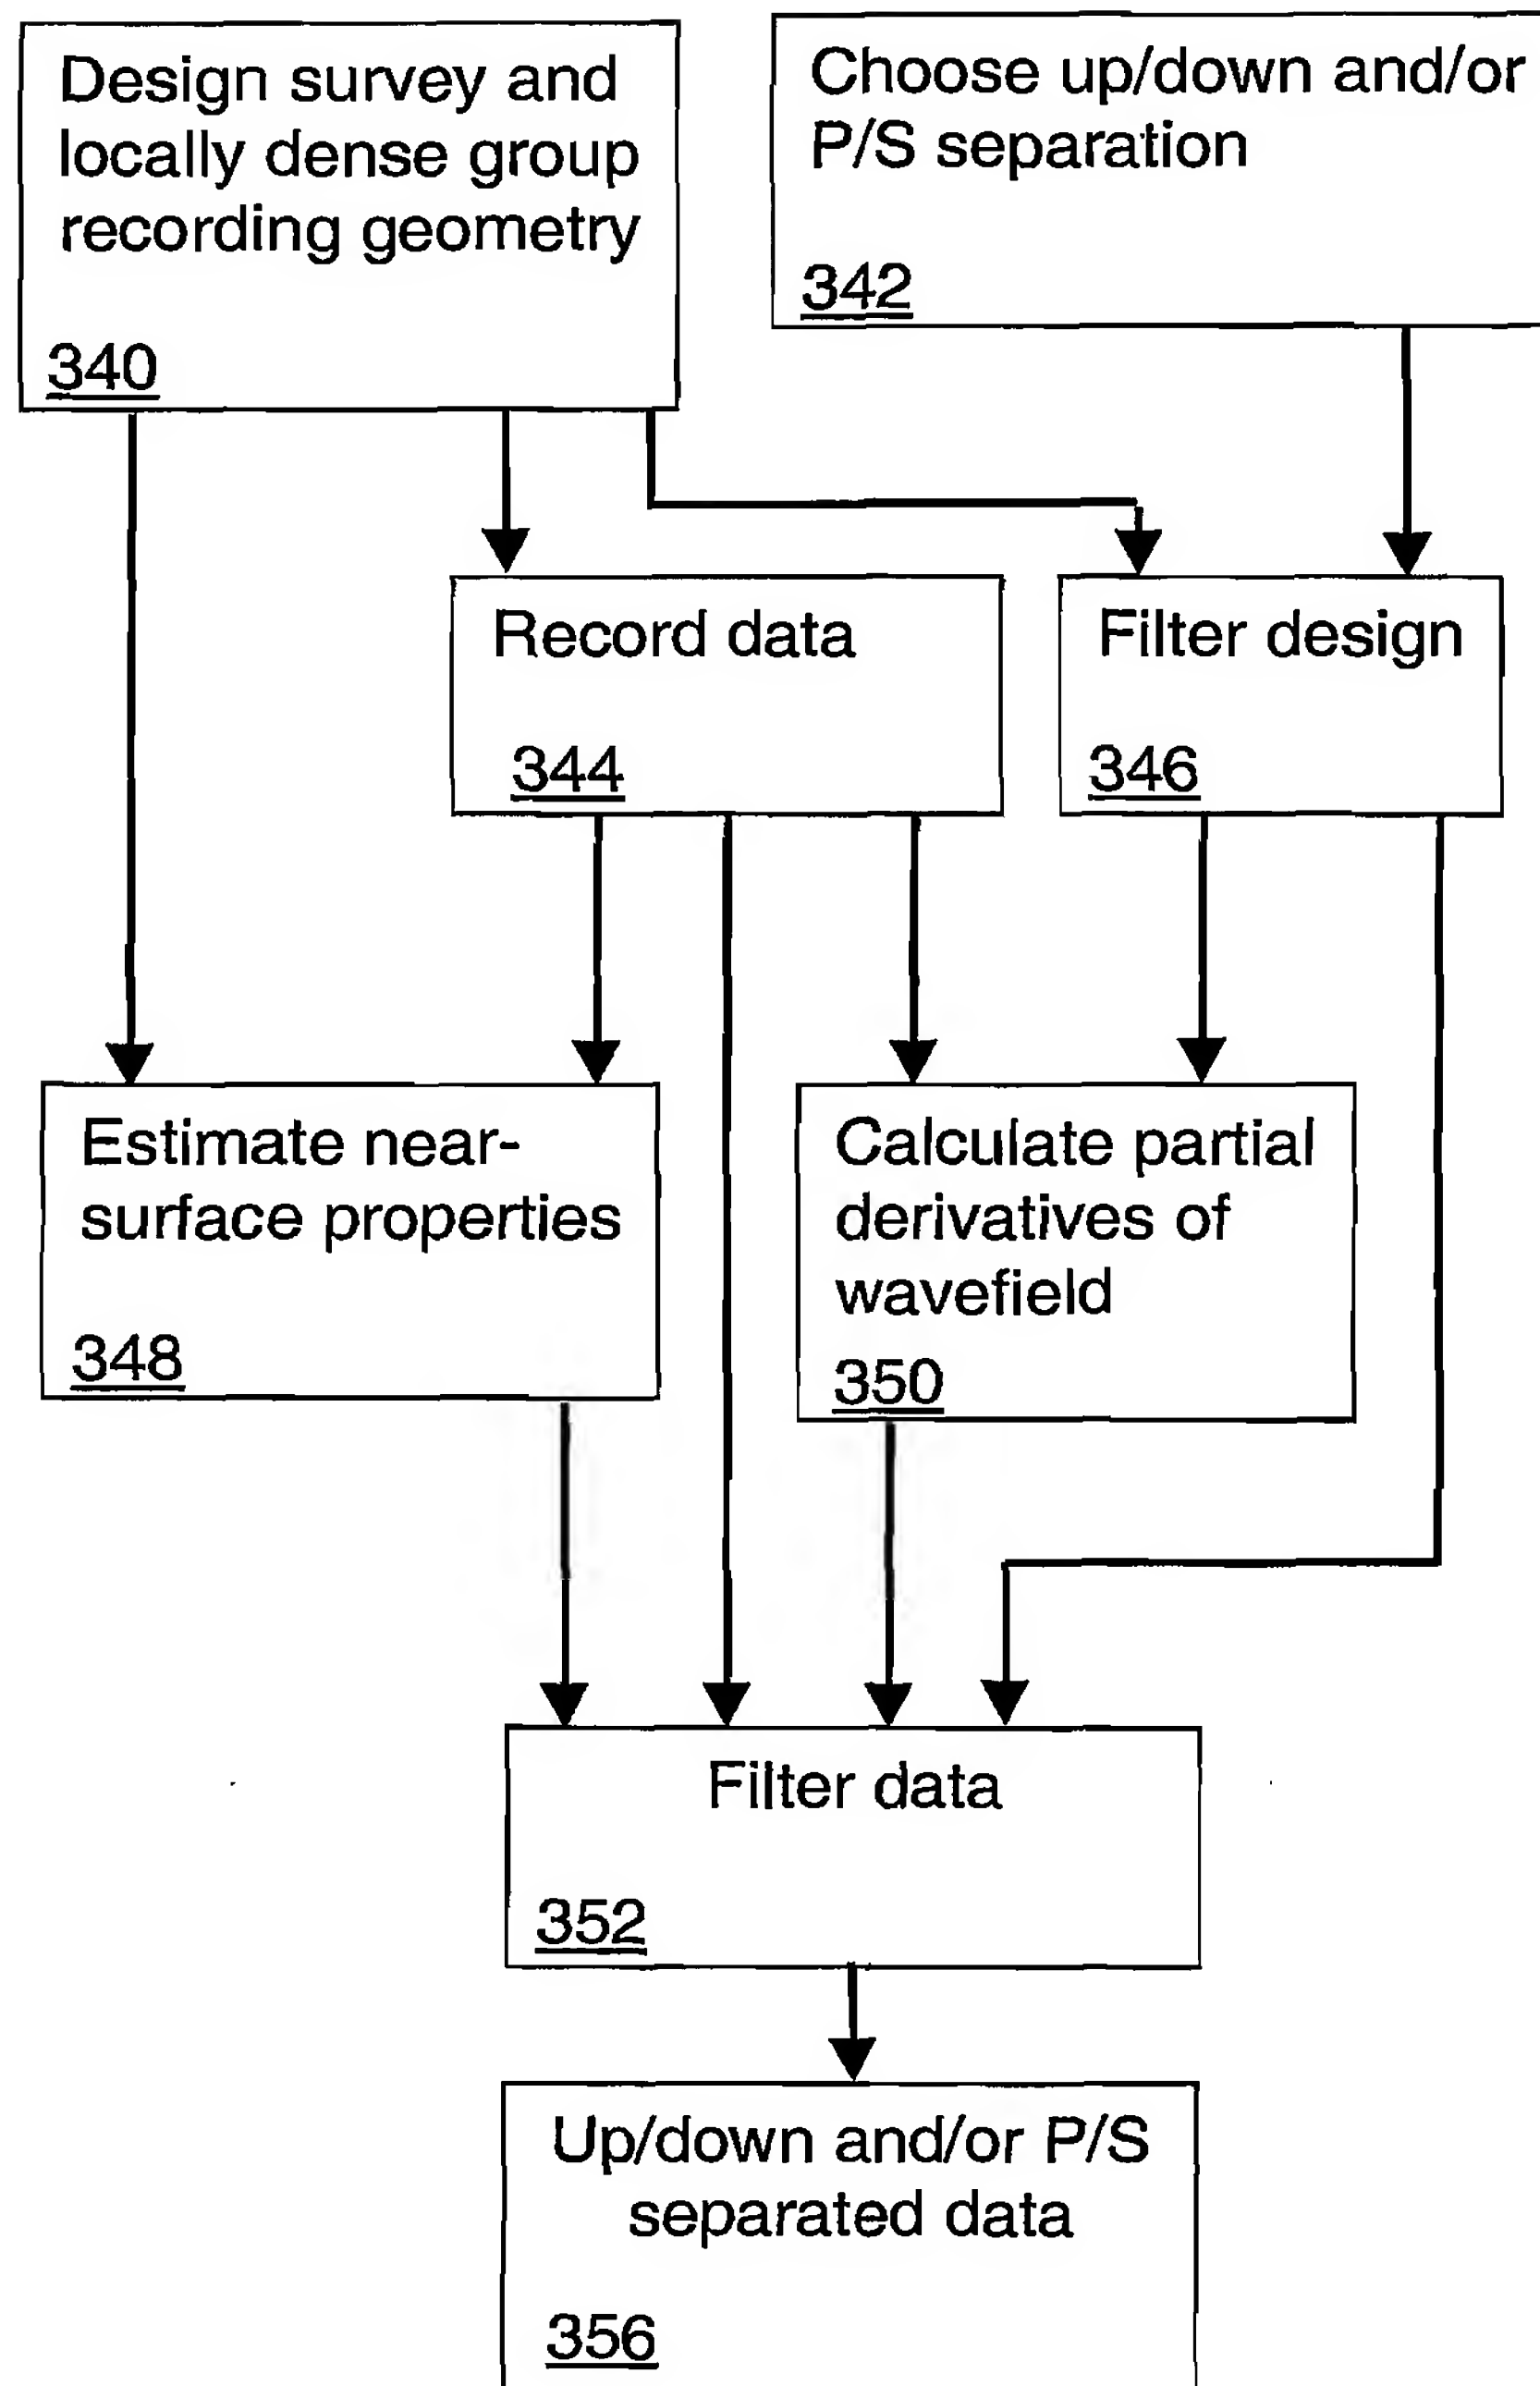 Design survey and
locally dense group
recording geometry
340
Choose up/down and/or
P/S separation
342
Record data
344
Filter design
346
Estimate near-
surface properties
348
Calculate partial
derivatives of
wavefield
350
Filter data
352
Up/down and/or P/S
separated data
356